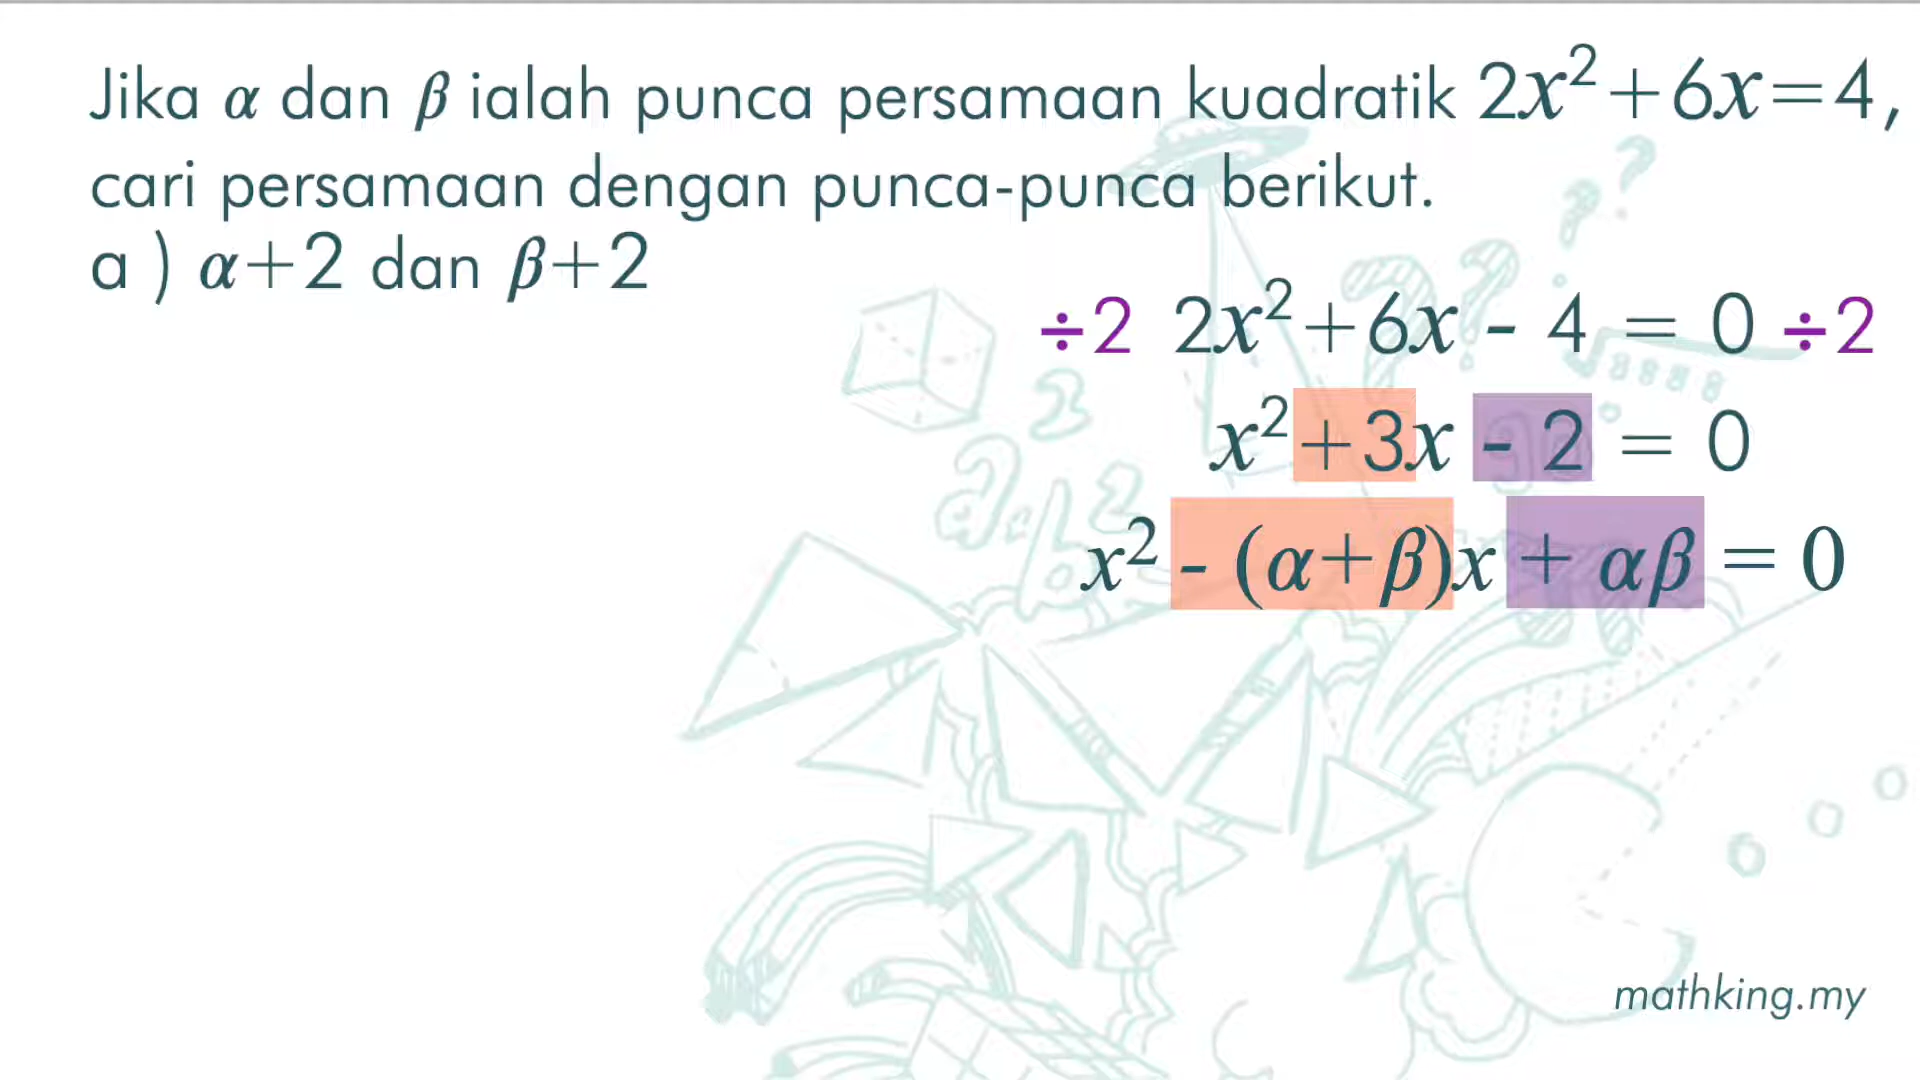 Jika α dan β ialah punca persamaan kuadratik 2x²+6x=4,
cari persamaan dengan punca-punca berikut.
a ) α+2 dan β+2
÷2 2x²+6x - 4 = 0 ÷2
x²+3x - 2 = 0
x² - (α+β)x + αβ = 0
mathking.my